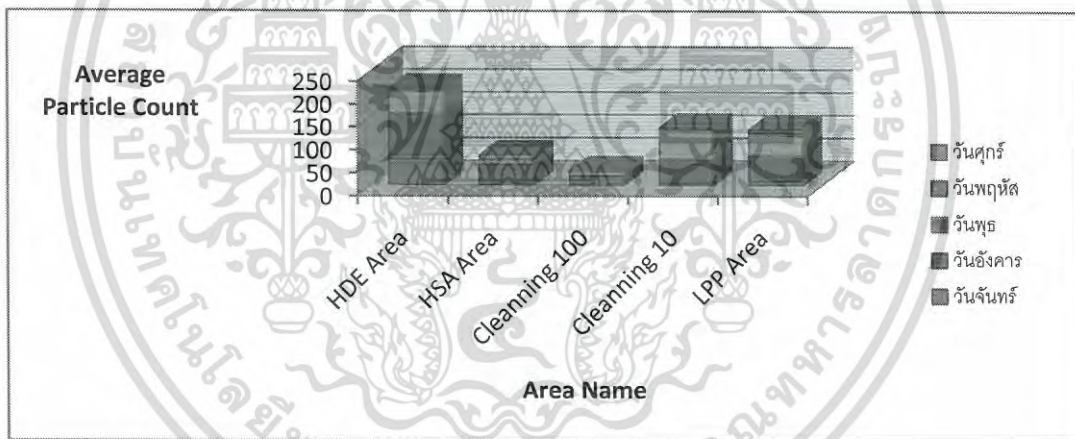 Average
Particle Count
250
200
150
100
50
0
HDE Area
HSA Area
Cleanning 100
Cleanning 10
LPP Area
Area Name
วันศุกร์
วันพฤหัส
วันพุธ
วันอังคาร
วันจันทร์